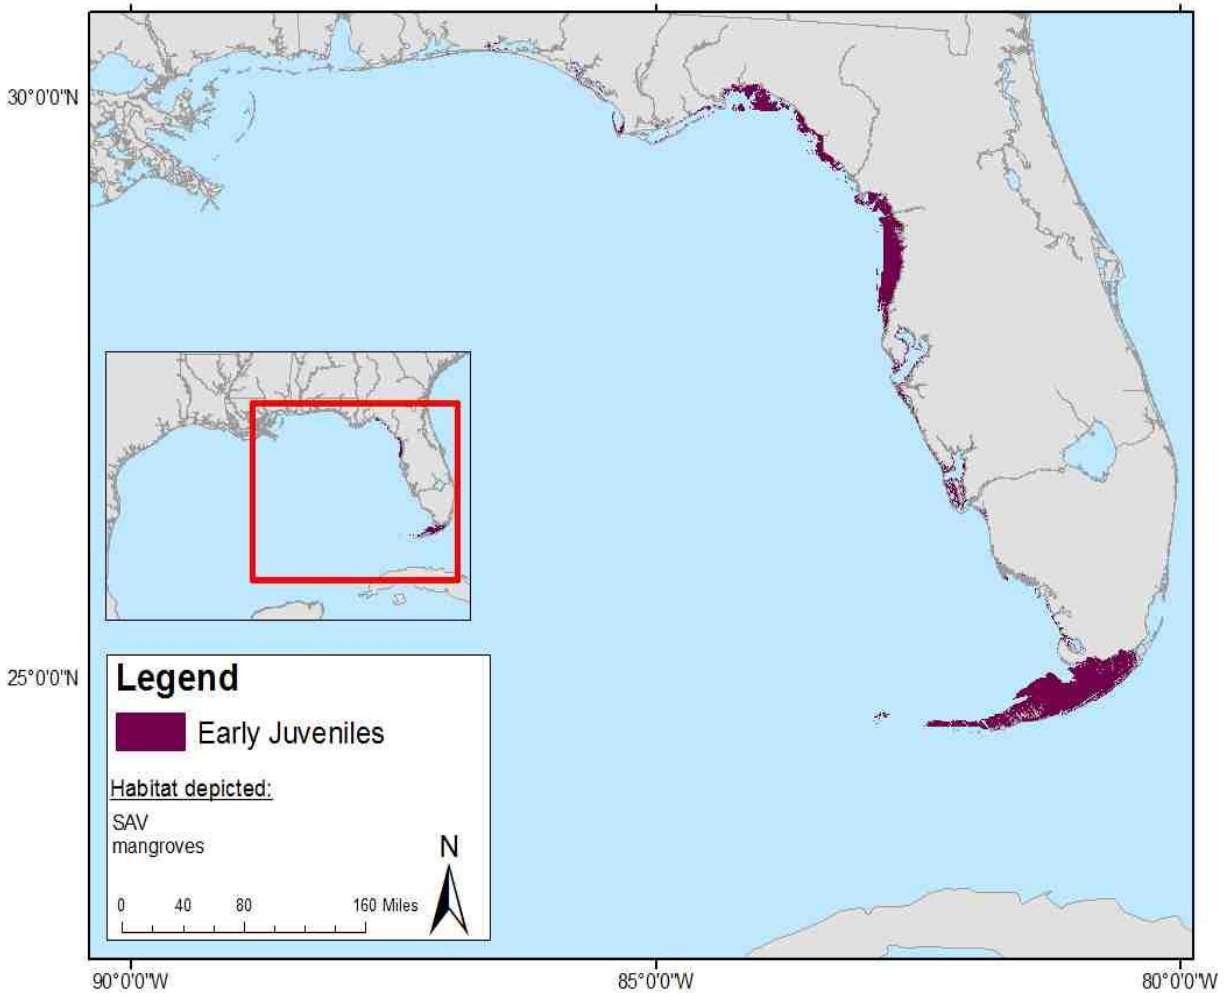 30°0'0"N
25°0'0"N
Legend
Early Juveniles
Habitat depicted:
SAV
mangroves
N
0 40 80 160 Miles
90°0'0"W 85°0'0"W 80°0'0"W